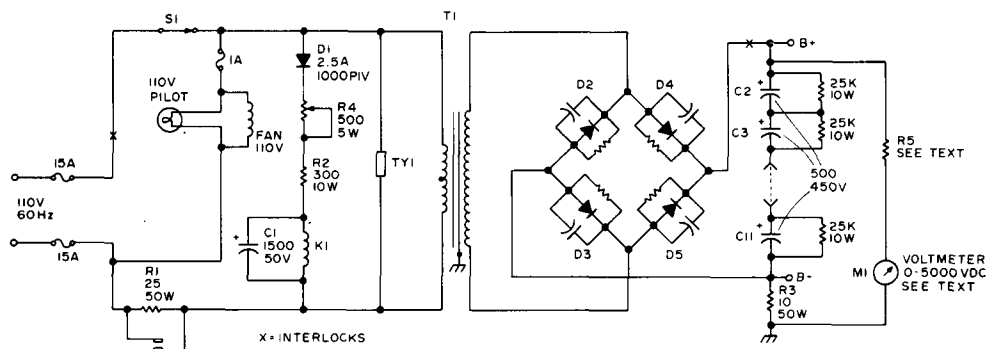 S1
T1
1A
D1
2.5A
1000PIV
110V
PILOT
FAN
110V
R4
500
5W
R2
300
10W
TY1
15A
110V
60Hz
15A
C1
1500
50V
K1
R1
25
50W
X = INTERLOCKS
D2
D4
D3
D5
X
B+
+
C2
25K
10W
+
C3
25K
10W
500
450V
+
C11
25K
10W
B-
R3
10
50W
R5
SEE TEXT
M1
VOLTMETER
0-5000 VDC
SEE TEXT